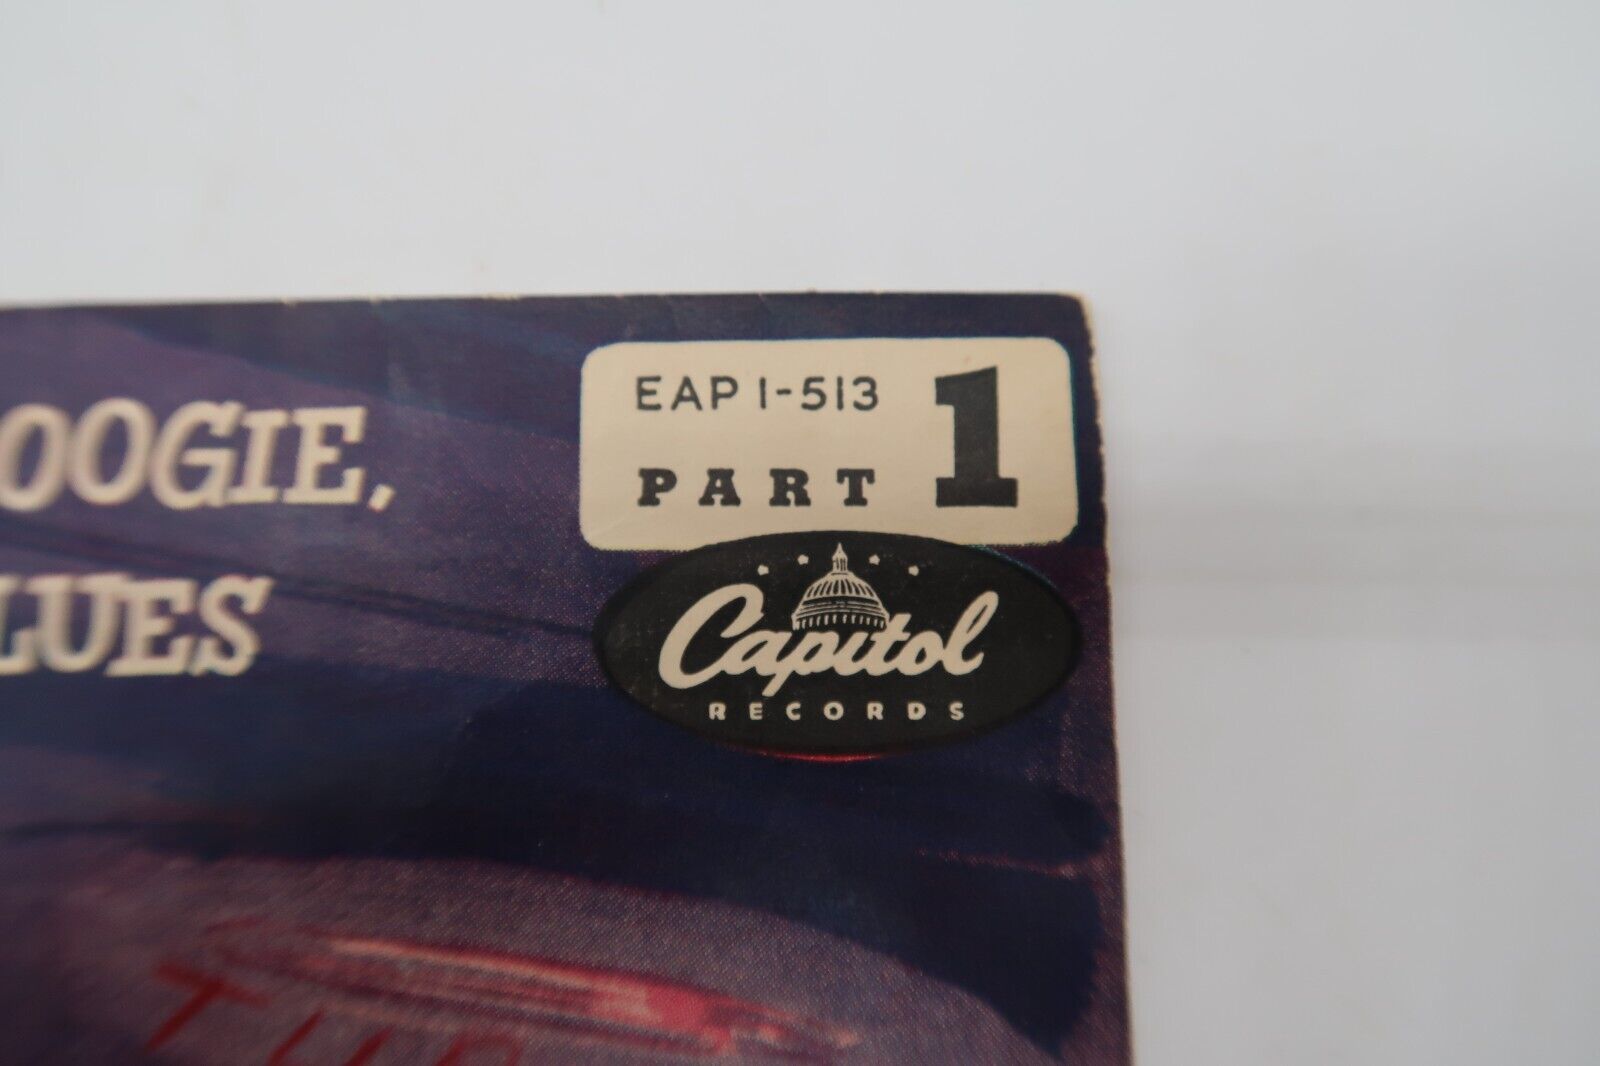 EAP 1-513
PART 1
OOGIE,
LUES
Capitol
RECORDS